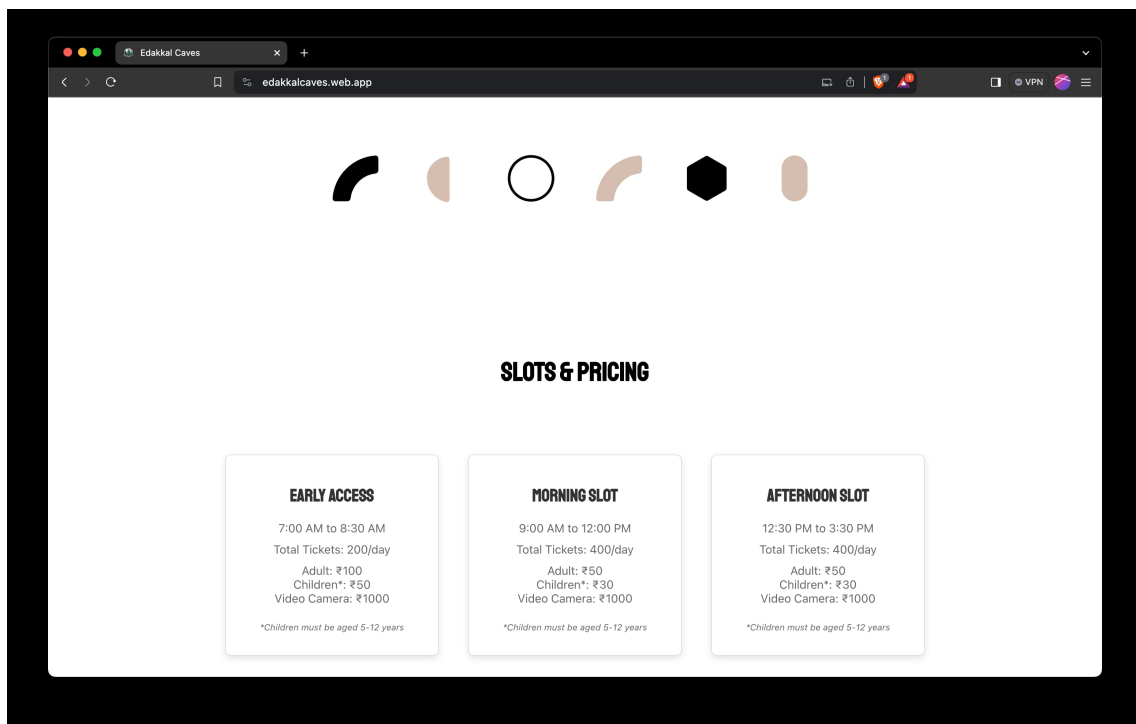 Edakkal Caves
edakkalcaves.web.app
1
1
VPN
SLOTS & PRICING
EARLY ACCESS
7:00 AM to 8:30 AM
Total Tickets: 200/day
Adult: ₹100
Children*: ₹50
Video Camera: ₹1000
*Children must be aged 5-12 years
MORNING SLOT
9:00 AM to 12:00 PM
Total Tickets: 400/day
Adult: ₹50
Children*: ₹30
Video Camera: ₹1000
*Children must be aged 5-12 years
AFTERNOON SLOT
12:30 PM to 3:30 PM
Total Tickets: 400/day
Adult: ₹50
Children*: ₹30
Video Camera: ₹1000
*Children must be aged 5-12 years